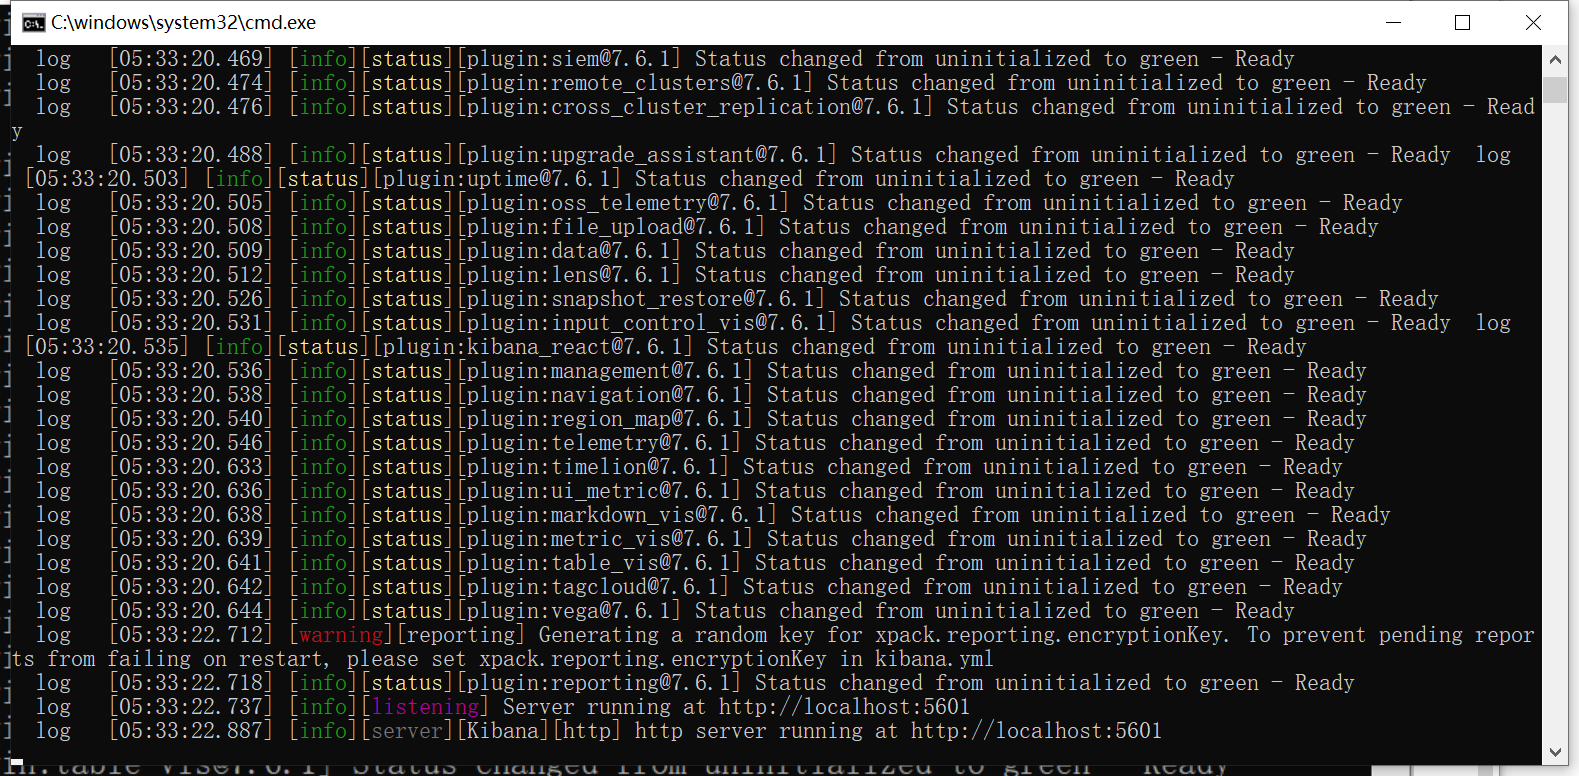 C:\windows\system32\cmd.exe
log [05:33:20.469] [info][status][plugin:siem@7.6.1] Status changed from uninitialized to green - Ready
log [05:33:20.474] [info][status][plugin:remote_clusters@7.6.1] Status changed from uninitialized to green - Ready
log [05:33:20.476] [info][status][plugin:cross_cluster_replication@7.6.1] Status changed from uninitialized to green - Read
y
log [05:33:20.488] [info][status][plugin:upgrade_assistant@7.6.1] Status changed from uninitialized to green - Ready log
[05:33:20.503] [info][status][plugin:uptime@7.6.1] Status changed from uninitialized to green - Ready
log [05:33:20.505] [info][status][plugin:oss_telemetry@7.6.1] Status changed from uninitialized to green - Ready
log [05:33:20.508] [info][status][plugin:file_upload@7.6.1] Status changed from uninitialized to green - Ready
log [05:33:20.509] [info][status][plugin:data@7.6.1] Status changed from uninitialized to green - Ready
log [05:33:20.512] [info][status][plugin:lens@7.6.1] Status changed from uninitialized to green - Ready
log [05:33:20.526] [info][status][plugin:snapshot_restore@7.6.1] Status changed from uninitialized to green - Ready
log [05:33:20.531] [info][status][plugin:input_control_vis@7.6.1] Status changed from uninitialized to green - Ready log
[05:33:20.535] [info][status][plugin:kibana_react@7.6.1] Status changed from uninitialized to green - Ready
log [05:33:20.536] [info][status][plugin:management@7.6.1] Status changed from uninitialized to green - Ready
log [05:33:20.538] [info][status][plugin:navigation@7.6.1] Status changed from uninitialized to green - Ready
log [05:33:20.540] [info][status][plugin:region_map@7.6.1] Status changed from uninitialized to green - Ready
log [05:33:20.546] [info][status][plugin:telemetry@7.6.1] Status changed from uninitialized to green - Ready
log [05:33:20.633] [info][status][plugin:timelion@7.6.1] Status changed from uninitialized to green - Ready
log [05:33:20.636] [info][status][plugin:ui_metric@7.6.1] Status changed from uninitialized to green - Ready
log [05:33:20.638] [info][status][plugin:markdown_vis@7.6.1] Status changed from uninitialized to green - Ready
log [05:33:20.639] [info][status][plugin:metric_vis@7.6.1] Status changed from uninitialized to green - Ready
log [05:33:20.641] [info][status][plugin:table_vis@7.6.1] Status changed from uninitialized to green - Ready
log [05:33:20.642] [info][status][plugin:tagcloud@7.6.1] Status changed from uninitialized to green - Ready
log [05:33:20.644] [info][status][plugin:vega@7.6.1] Status changed from uninitialized to green - Ready
log [05:33:22.712] [warning][reporting] Generating a random key for xpack.reporting.encryptionKey. To prevent pending repor
ts from failing on restart, please set xpack.reporting.encryptionKey in kibana.yml
log [05:33:22.718] [info][status][plugin:reporting@7.6.1] Status changed from uninitialized to green - Ready
log [05:33:22.737] [info][listening] Server running at http://localhost:5601
log [05:33:22.887] [info][server][Kibana][http] http server running at http://localhost:5601